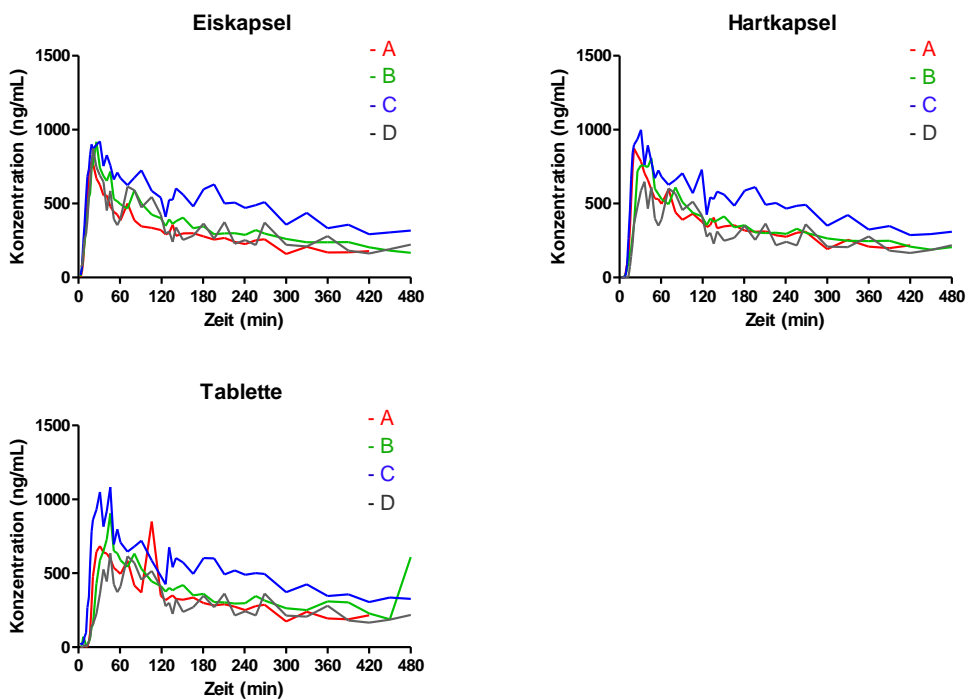 Eiskapsel
Konzentration (ng/mL)
1500
1000
500
0
- A
- B
- C
- D
0 60 120 180 240 300 360 420 480
Zeit (min)
Hartkapsel
Konzentration (ng/mL)
1500
1000
500
0
- A
- B
- C
- D
0 60 120 180 240 300 360 420 480
Zeit (min)
Tablette
Konzentration (ng/mL)
1500
1000
500
0
- A
- B
- C
- D
0 60 120 180 240 300 360 420 480
Zeit (min)